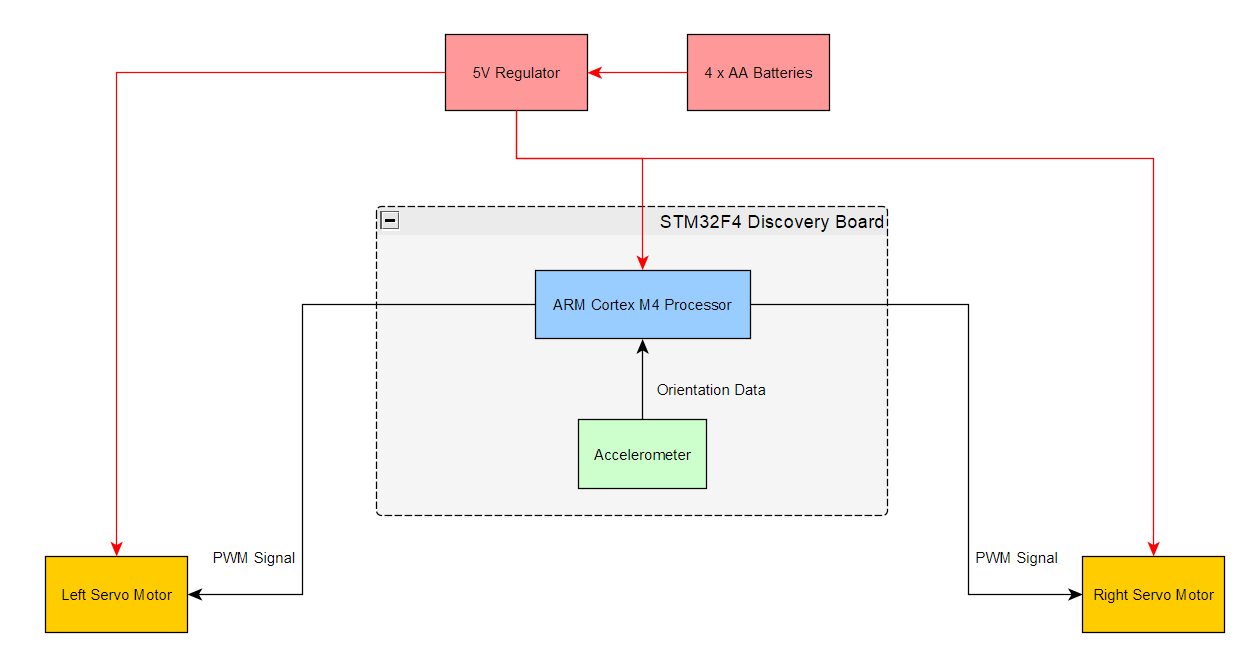 5V Regulator
4 x AA Batteries
STM32F4 Discovery Board
ARM Cortex M4 Processor
Orientation Data
Accelerometer
PWM Signal
PWM Signal
Left Servo Motor
Right Servo Motor